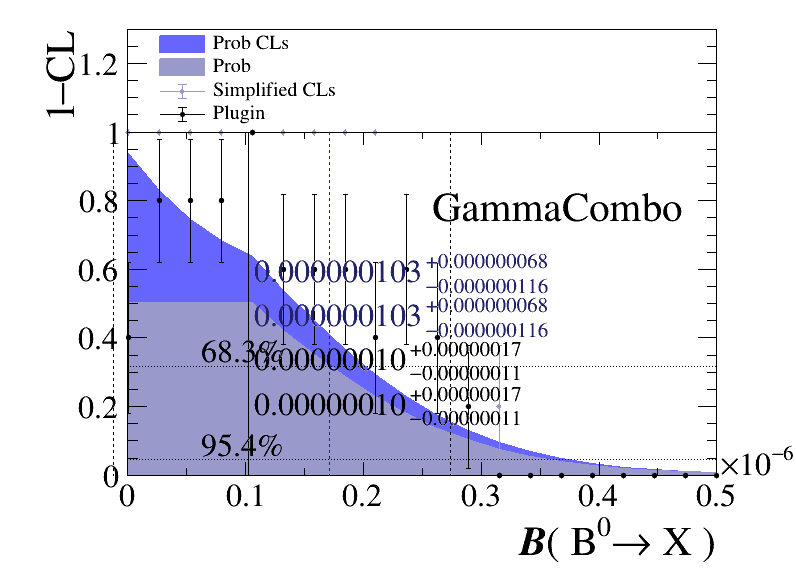 Prob CLs
Prob
Simplified CLs
Plugin
1–CL
1.2
1
0.8
0.6
0.4
0.2
0
GammaCombo
0.000000103 +0.000000068 −0.000000116
0.000000103 +0.000000068 −0.000000116
68.3%
0.00000010 +0.00000017 −0.00000011
0.00000010 +0.00000017 −0.00000011
95.4%
0 0.1 0.2 0.3 0.4 0.5
×10−6
B( B0→ X )